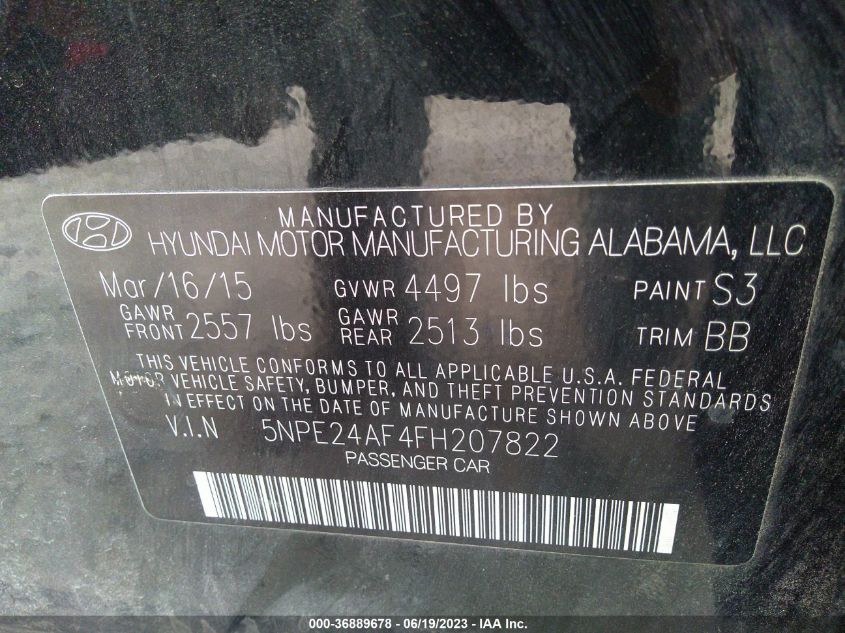 MANUFACTURED BY
HYUNDAI MOTOR MANUFACTURING ALABAMA, LLC
Mar/16/15 GVWR 4497 lbs PAINT S3
GAWR FRONT 2557 lbs GAWR REAR 2513 lbs TRIM BB
THIS VEHICLE CONFORMS TO ALL APPLICABLE U.S.A. FEDERAL
MOTOR VEHICLE SAFETY, BUMPER, AND THEFT PREVENTION STANDARDS
IN EFFECT ON THE DATE OF MANUFACTURE SHOWN ABOVE
V.I.N 5NPE24AF4FH207822
PASSENGER CAR
000-36889678 - 06/19/2023 - IAA Inc.